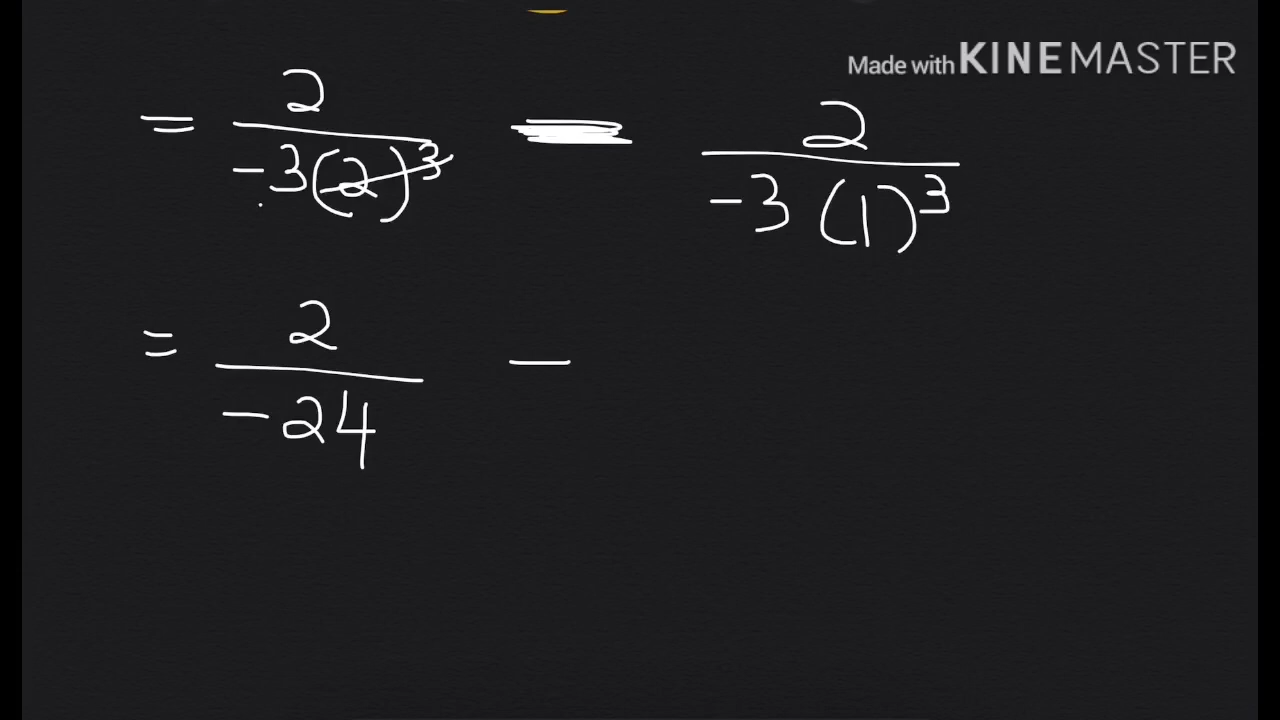 Made with KINEMASTER
= 2/-3(2)³ - 2/-3(1)³
= 2/-24 -